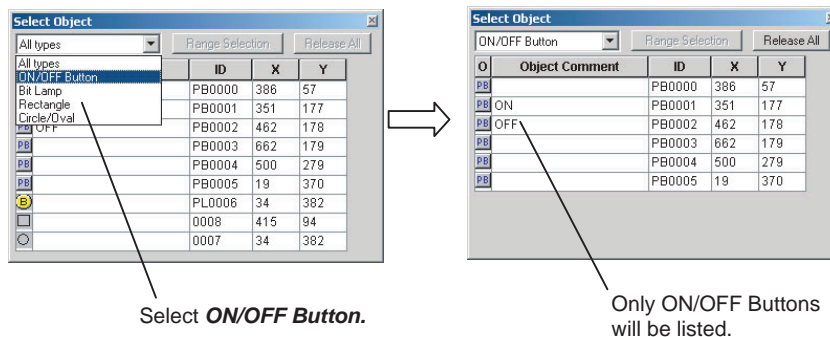 Select Object
All types Range Selection Release All
All types
ON/OFF Button
Bit Lamp
Rectangle
Circle/Oval
ID X Y
PB0000 386 57
PB0001 351 177
PB OFF PB0002 462 178
PB PB0003 662 179
PB PB0004 500 279
PB PB0005 19 370
B PL0006 34 382
0008 415 94
0007 34 382
Select ON/OFF Button.
Select Object
ON/OFF Button Range Selection Release All
O Object Comment ID X Y
PB PB0000 386 57
PB ON PB0001 351 177
PB OFF PB0002 462 178
PB PB0003 662 179
PB PB0004 500 279
PB PB0005 19 370
Only ON/OFF Buttons
will be listed.